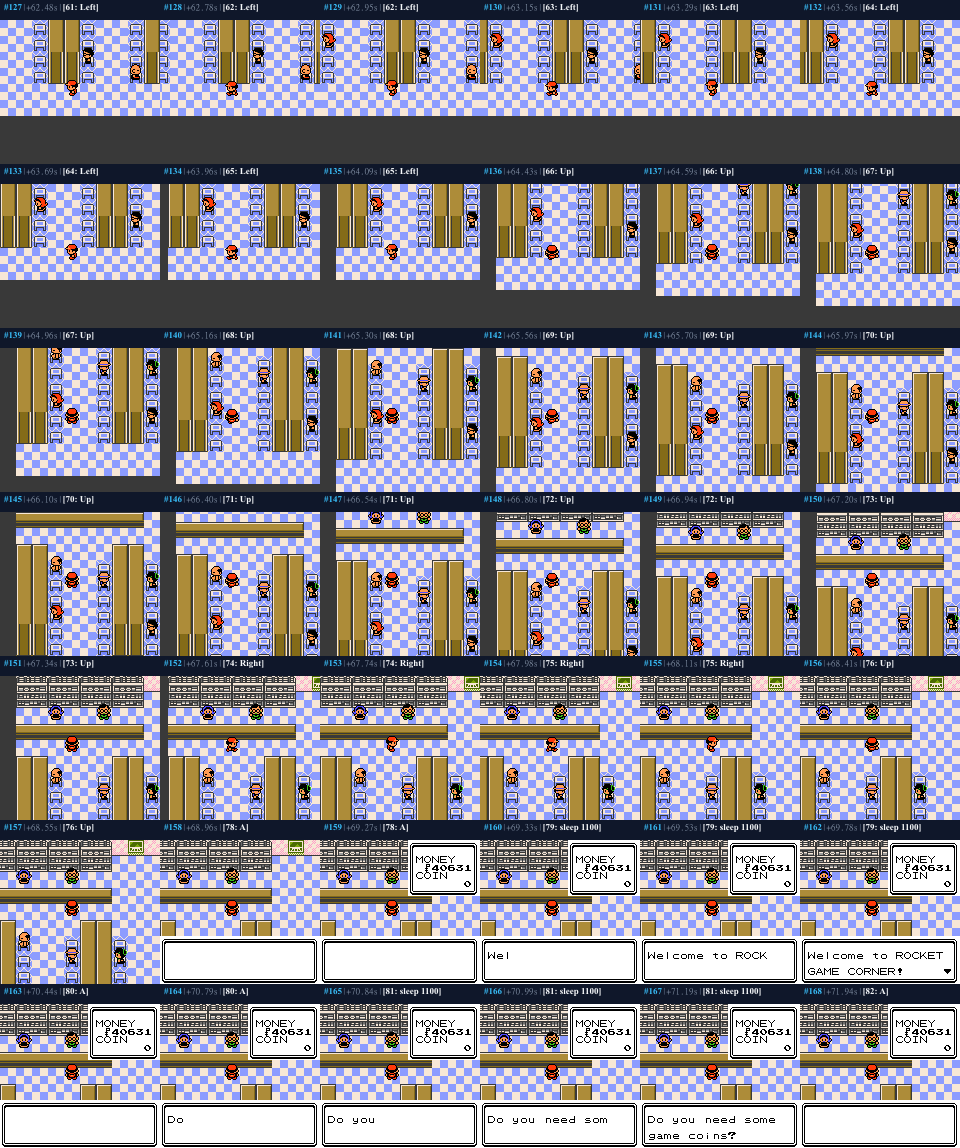 #127 | +62.48s | [61: Left]
#128 | +62.78s | [62: Left]
#129 | +62.95s | [62: Left]
#130 | +63.15s | [63: Left]
#131 | +63.29s | [63: Left]
#132 | +63.56s | [64: Left]
#133 | +63.69s | [64: Left]
#134 | +63.96s | [65: Left]
#135 | +64.09s | [65: Left]
#136 | +64.43s | [66: Up]
#137 | +64.59s | [66: Up]
#138 | +64.80s | [67: Up]
#139 | +64.96s | [67: Up]
#140 | +65.16s | [68: Up]
#141 | +65.30s | [68: Up]
#142 | +65.56s | [69: Up]
#143 | +65.70s | [69: Up]
#144 | +65.97s | [70: Up]
#145 | +66.10s | [70: Up]
#146 | +66.40s | [71: Up]
#147 | +66.54s | [71: Up]
#148 | +66.80s | [72: Up]
#149 | +66.94s | [72: Up]
#150 | +67.20s | [73: Up]
#151 | +67.34s | [73: Up]
#152 | +67.61s | [74: Right]
#153 | +67.74s | [74: Right]
#154 | +67.98s | [75: Right]
#155 | +68.11s | [75: Right]
#156 | +68.41s | [76: Up]
#157 | +68.55s | [76: Up]
#158 | +68.96s | [78: A]
#159 | +69.27s | [78: A]
MONEY
₽40631
COIN
0
#160 | +69.33s | [79: sleep 1100]
MONEY
₽40631
COIN
0
Wel
#161 | +69.53s | [79: sleep 1100]
MONEY
₽40631
COIN
0
Welcome to ROCK
#162 | +69.78s | [79: sleep 1100]
MONEY
₽40631
COIN
0
Welcome to ROCKET
GAME CORNER!
#163 | +70.44s | [80: A]
MONEY
₽40631
COIN
0
#164 | +70.79s | [80: A]
MONEY
₽40631
COIN
0
Do
#165 | +70.84s | [81: sleep 1100]
MONEY
₽40631
COIN
0
Do you
#166 | +70.99s | [81: sleep 1100]
MONEY
₽40631
COIN
0
Do you need som
#167 | +71.19s | [81: sleep 1100]
MONEY
₽40631
COIN
0
Do you need some
game coins?
#168 | +71.94s | [82: A]
MONEY
₽40631
COIN
0